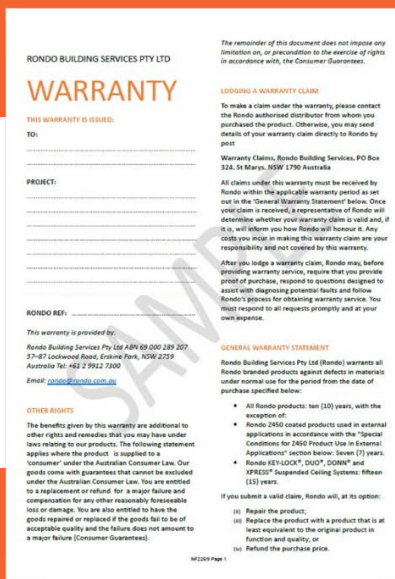 RONDO BUILDING SERVICES PTY LTD
WARRANTY
THIS WARRANTY IS ISSUED:
TO:
PROJECT:
RONDO REF:
This warranty is provided by:
Rondo Building Services Pty Ltd ABN 69 000 289 207
57–87 Lockwood Road, Erskine Park, NSW 2759
Australia Tel: +61 2 9912 7300
Email: rondo@rondo.com.au
OTHER RIGHTS
The benefits given by this warranty are additional to
other rights and remedies that you may have under
laws relating to our products. The following statement
applies where the product is supplied to a
'consumer' under the Australian Consumer Law. Our
goods come with guarantees that cannot be excluded
under the Australian Consumer Law. You are entitled
to a replacement or refund for a major failure and
compensation for any other reasonably foreseeable
loss or damage. You are also entitled to have the
goods repaired or replaced if the goods fail to be of
acceptable quality and the failure does not amount to
a major failure (Consumer Guarantees).
The remainder of this document does not impose any
limitation on, or precondition to the exercise of rights
in accordance with, the Consumer Guarantees.
LODGING A WARRANTY CLAIM
To make a claim under the warranty, please contact
the Rondo authorised distributor from whom you
purchased the product. Otherwise, you may send
details of your warranty claim directly to Rondo by
post
Warranty Claims, Rondo Building Services, PO Box
324, St Marys, NSW 1790 Australia
All claims under this warranty must be received by
Rondo within the applicable warranty period as set
out in the 'General Warranty Statement' below. Once
your claim is received, a representative of Rondo will
determine whether your warranty claim is valid and, if
it is, will inform you how Rondo will honour it. Any
costs you incur in making this warranty claim are your
responsibility and not covered by this warranty.
After you lodge a warranty claim, Rondo may, before
providing warranty service, require that you provide
proof of purchase, respond to questions designed to
assist with diagnosing potential faults and follow
Rondo's process for obtaining warranty service. You
must respond to all requests promptly and at your
own expense.
GENERAL WARRANTY STATEMENT
Rondo Building Services Pty Ltd (Rondo) warrants all
Rondo branded products against defects in materials
under normal use for the period from the date of
purchase specified below:
• All Rondo products: ten (10) years, with the
exception of:
• Rondo Z450 coated products used in external
applications in accordance with the "Special
Conditions for Z450 Product Use in External
Applications" section below: Seven (7) years.
• Rondo KEY-LOCK®, DUO®, DONN® and
XPRESS® Suspended Ceiling Systems: fifteen
(15) years.
If you submit a valid claim, Rondo will, at its option:
(ii) Repair the product;
(iii) Replace the product with a product that is at
least equivalent to the original product in
function and quality; or
(iv) Refund the purchase price.
Page 1
SAMPLE